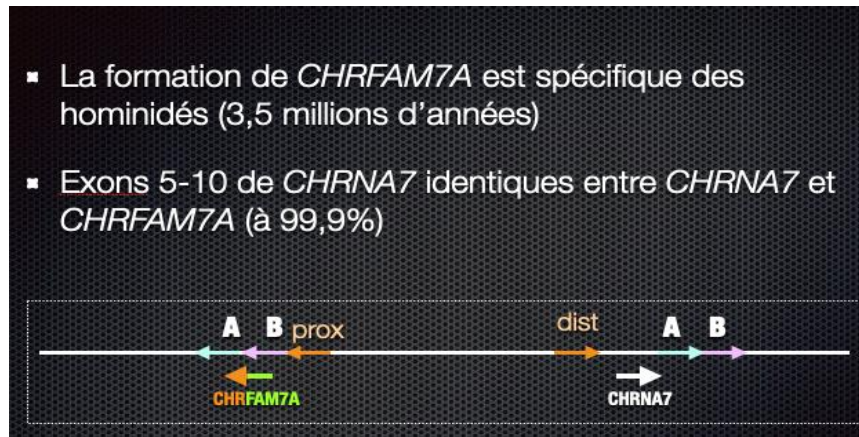 La formation de CHRFAM7A est spécifique des
hominidés (3,5 millions d’années)
Exons 5-10 de CHRNA7 identiques entre CHRNA7 et
CHRFAM7A (à 99,9%)
A B prox dist A B
CHRFAM7A CHRNA7